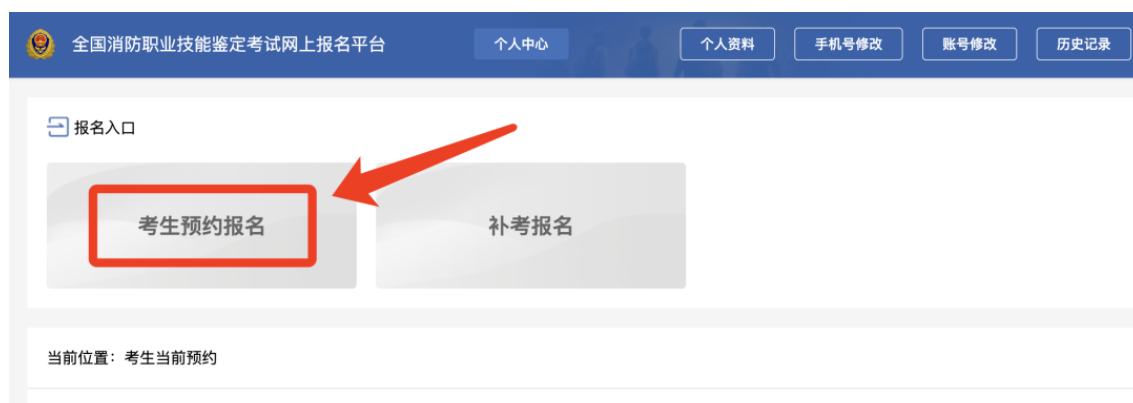 全国消防职业技能鉴定考试网上报名平台 个人中心 个人资料 手机号修改 账号修改 历史记录
报名入口
考生预约报名 补考报名
当前位置：考生当前预约